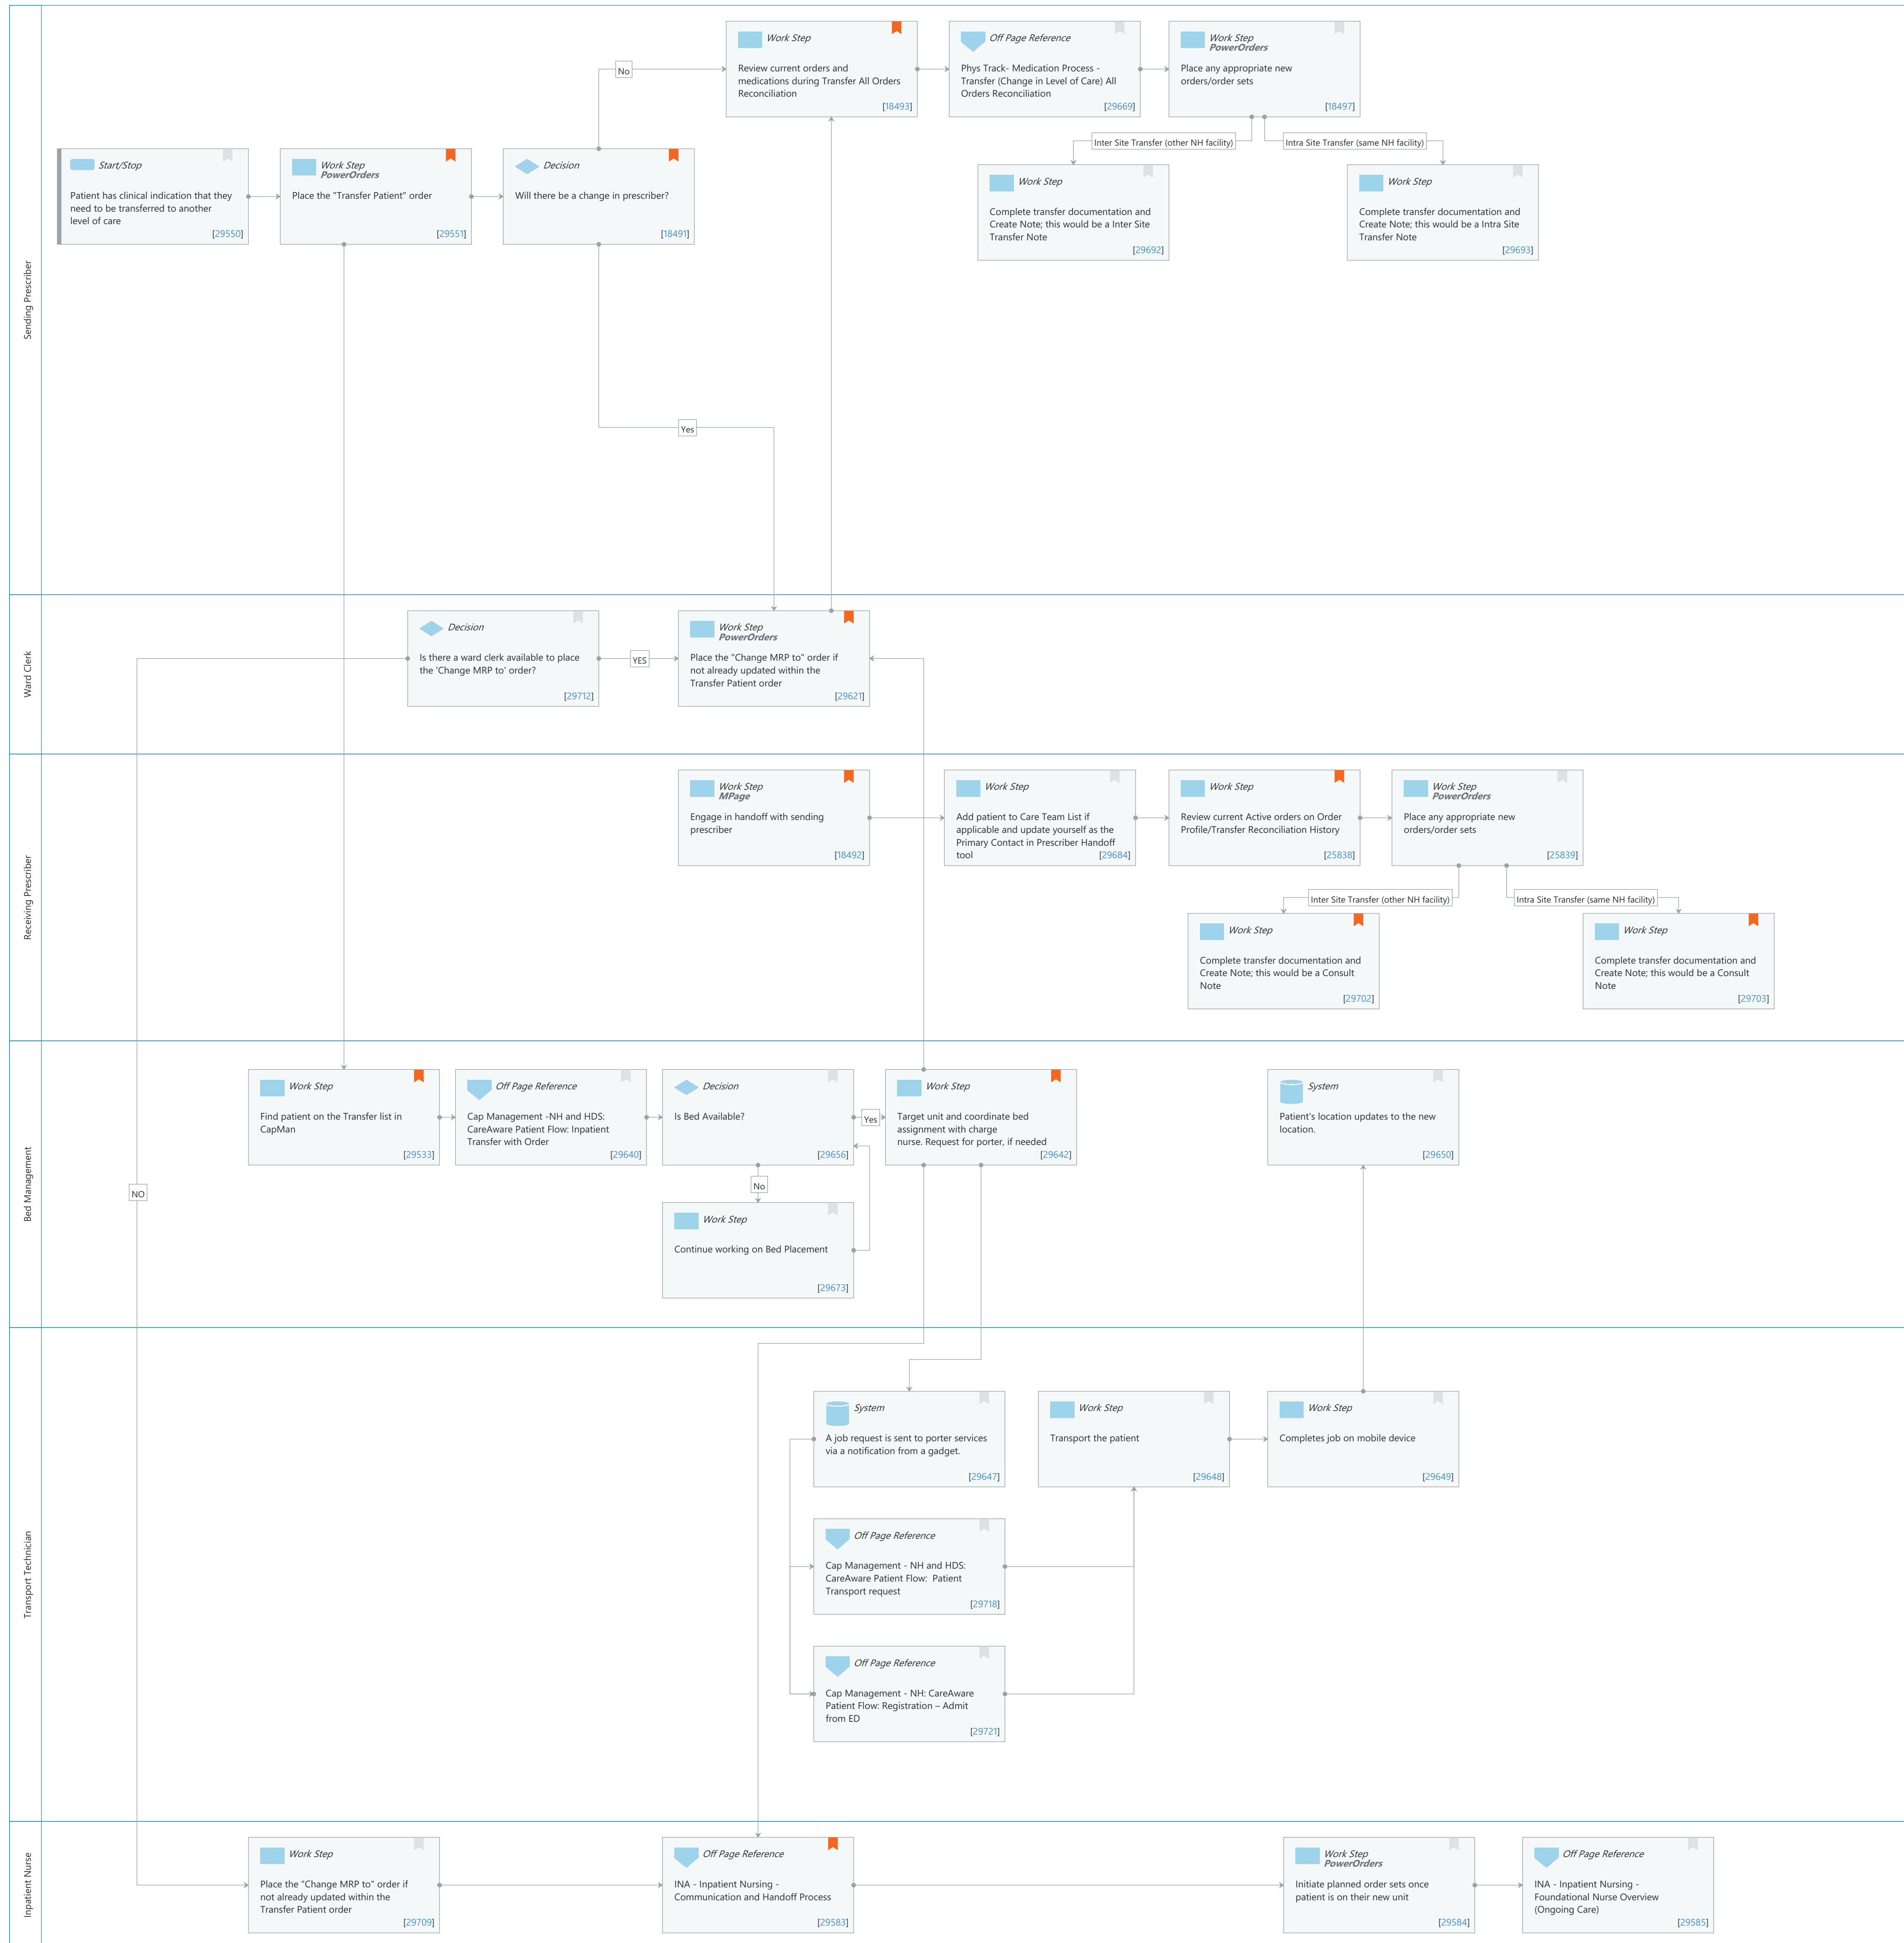 Sending Prescriber
Work Step
Review current orders and
medications during Transfer All Orders
Reconciliation
[18493]
Off Page Reference
Phys Track- Medication Process -
Transfer (Change in Level of Care) All
Orders Reconciliation
[29669]
Work Step
PowerOrders
Place any appropriate new
orders/order sets
[18497]
No
Inter Site Transfer (other NH facility)
Intra Site Transfer (same NH facility)
Start/Stop
Patient has clinical indication that they
need to be transferred to another
level of care
[29550]
Work Step
PowerOrders
Place the "Transfer Patient" order
[29551]
Decision
Will there be a change in prescriber?
[18491]
Work Step
Complete transfer documentation and
Create Note; this would be a Inter Site
Transfer Note
[29692]
Work Step
Complete transfer documentation and
Create Note; this would be a Intra Site
Transfer Note
[29693]
Yes
Ward Clerk
Decision
Is there a ward clerk available to place
the 'Change MRP to' order?
[29712]
YES
Work Step
PowerOrders
Place the "Change MRP to" order if
not already updated within the
Transfer Patient order
[29621]
Receiving Prescriber
Work Step
MPage
Engage in handoff with sending
prescriber
[18492]
Work Step
Add patient to Care Team List if
applicable and update yourself as the
Primary Contact in Prescriber Handoff
tool
[29684]
Work Step
Review current Active orders on Order
Profile/Transfer Reconciliation History
[25838]
Work Step
PowerOrders
Place any appropriate new
orders/order sets
[25839]
Inter Site Transfer (other NH facility)
Intra Site Transfer (same NH facility)
Work Step
Complete transfer documentation and
Create Note; this would be a Consult
Note
[29702]
Work Step
Complete transfer documentation and
Create Note; this would be a Consult
Note
[29703]
Bed Management
Work Step
Find patient on the Transfer list in
CapMan
[29533]
Off Page Reference
Cap Management -NH and HDS:
CareAware Patient Flow: Inpatient
Transfer with Order
[29640]
Decision
Is Bed Available?
[29656]
Yes
Work Step
Target unit and coordinate bed
assignment with charge
nurse. Request for porter, if needed
[29642]
System
Patient's location updates to the new
location.
[29650]
No
NO
Work Step
Continue working on Bed Placement
[29673]
Transport Technician
System
A job request is sent to porter services
via a notification from a gadget.
[29647]
Work Step
Transport the patient
[29648]
Work Step
Completes job on mobile device
[29649]
Off Page Reference
Cap Management - NH and HDS:
CareAware Patient Flow:  Patient
Transport request
[29718]
Off Page Reference
Cap Management - NH: CareAware
Patient Flow: Registration – Admit
from ED
[29721]
Inpatient Nurse
Work Step
Place the "Change MRP to" order if
not already updated within the
Transfer Patient order
[29709]
Off Page Reference
INA - Inpatient Nursing -
Communication and Handoff Process
[29583]
Work Step
PowerOrders
Initiate planned order sets once
patient is on their new unit
[29584]
Off Page Reference
INA - Inpatient Nursing -
Foundational Nurse Overview
(Ongoing Care)
[29585]